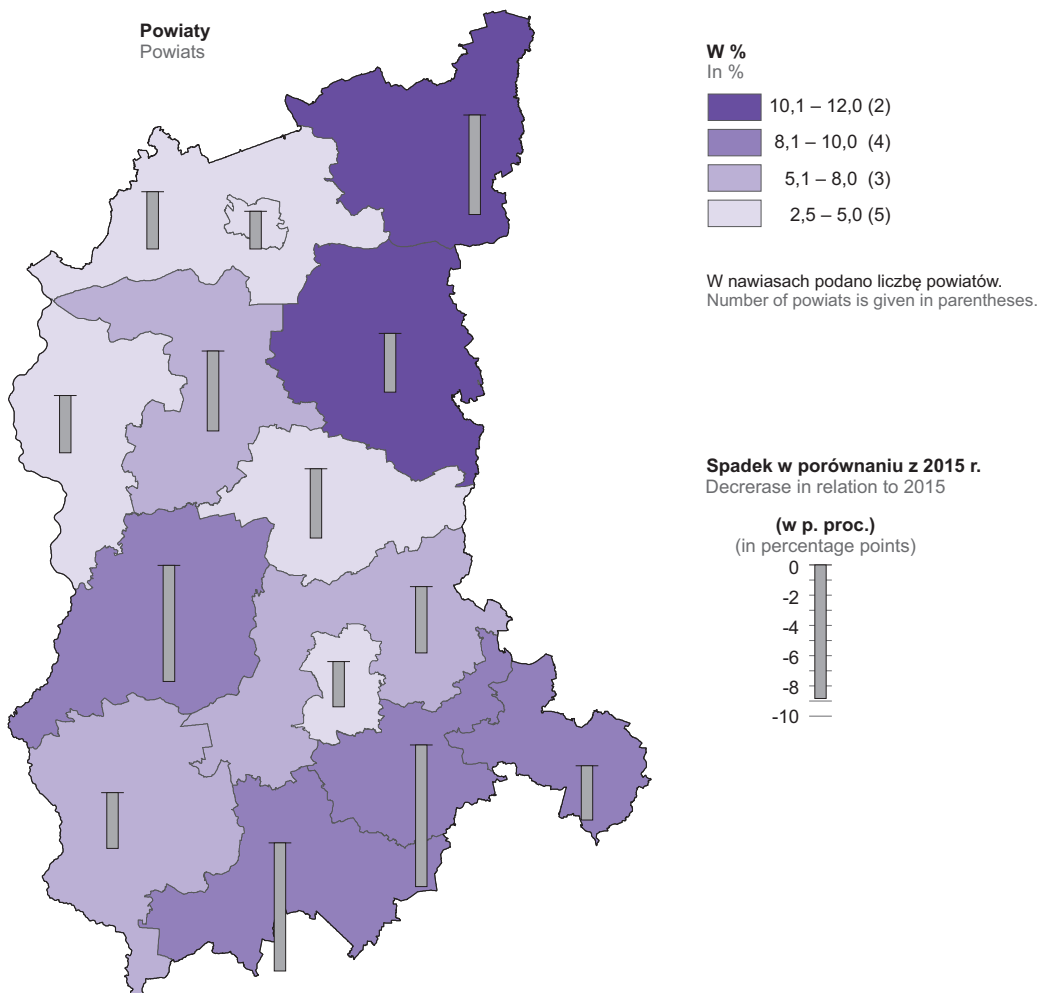 Powiaty
Powiats
W %
In %
10,1 – 12,0 (2)
8,1 – 10,0 (4)
5,1 – 8,0 (3)
2,5 – 5,0 (5)
W nawiasach podano liczbę powiatów.
Number of powiats is given in parentheses.
Spadek w porównaniu z 2015 r.
Decrerase in relation to 2015
(w p. proc.)
(in percentage points)
0
-2
-4
-6
-8
-10